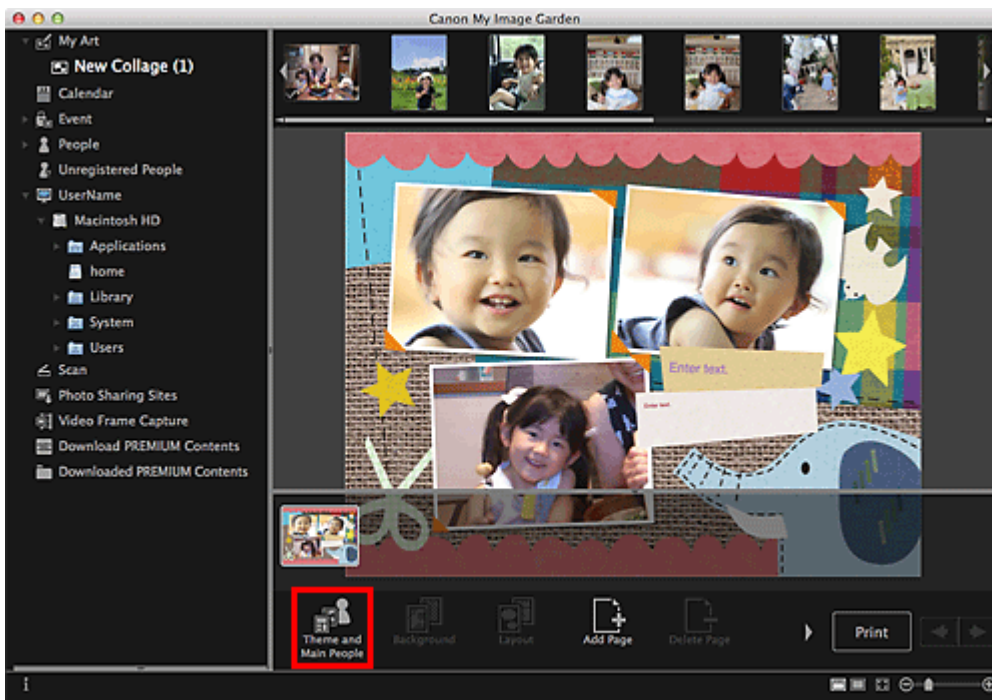 Canon My Image Garden
My Art
New Collage (1)
Calendar
Event
People
Unregistered People
UserName
Macintosh HD
Applications
home
Library
System
Users
Scan
Photo Sharing Sites
Video Frame Capture
Download PREMIUM Contents
Downloaded PREMIUM Contents
Enter text.
Enter text.
Theme and
Main People
Background
Layout
Add Page
Delete Page
Print